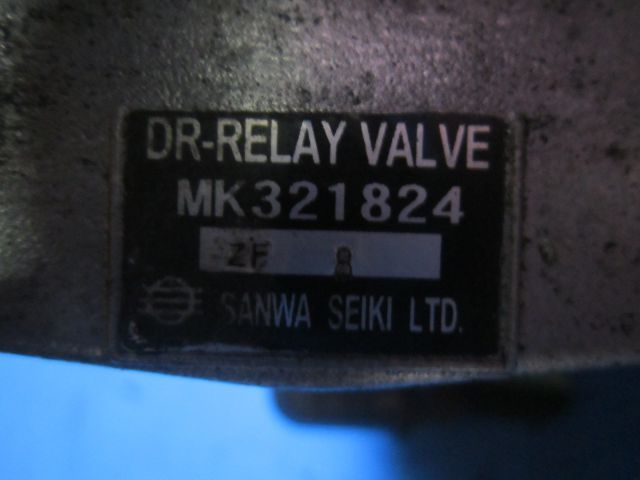 DR-RELAY VALVE
MK321824
ZF 8
SANWA SEIKI LTD.